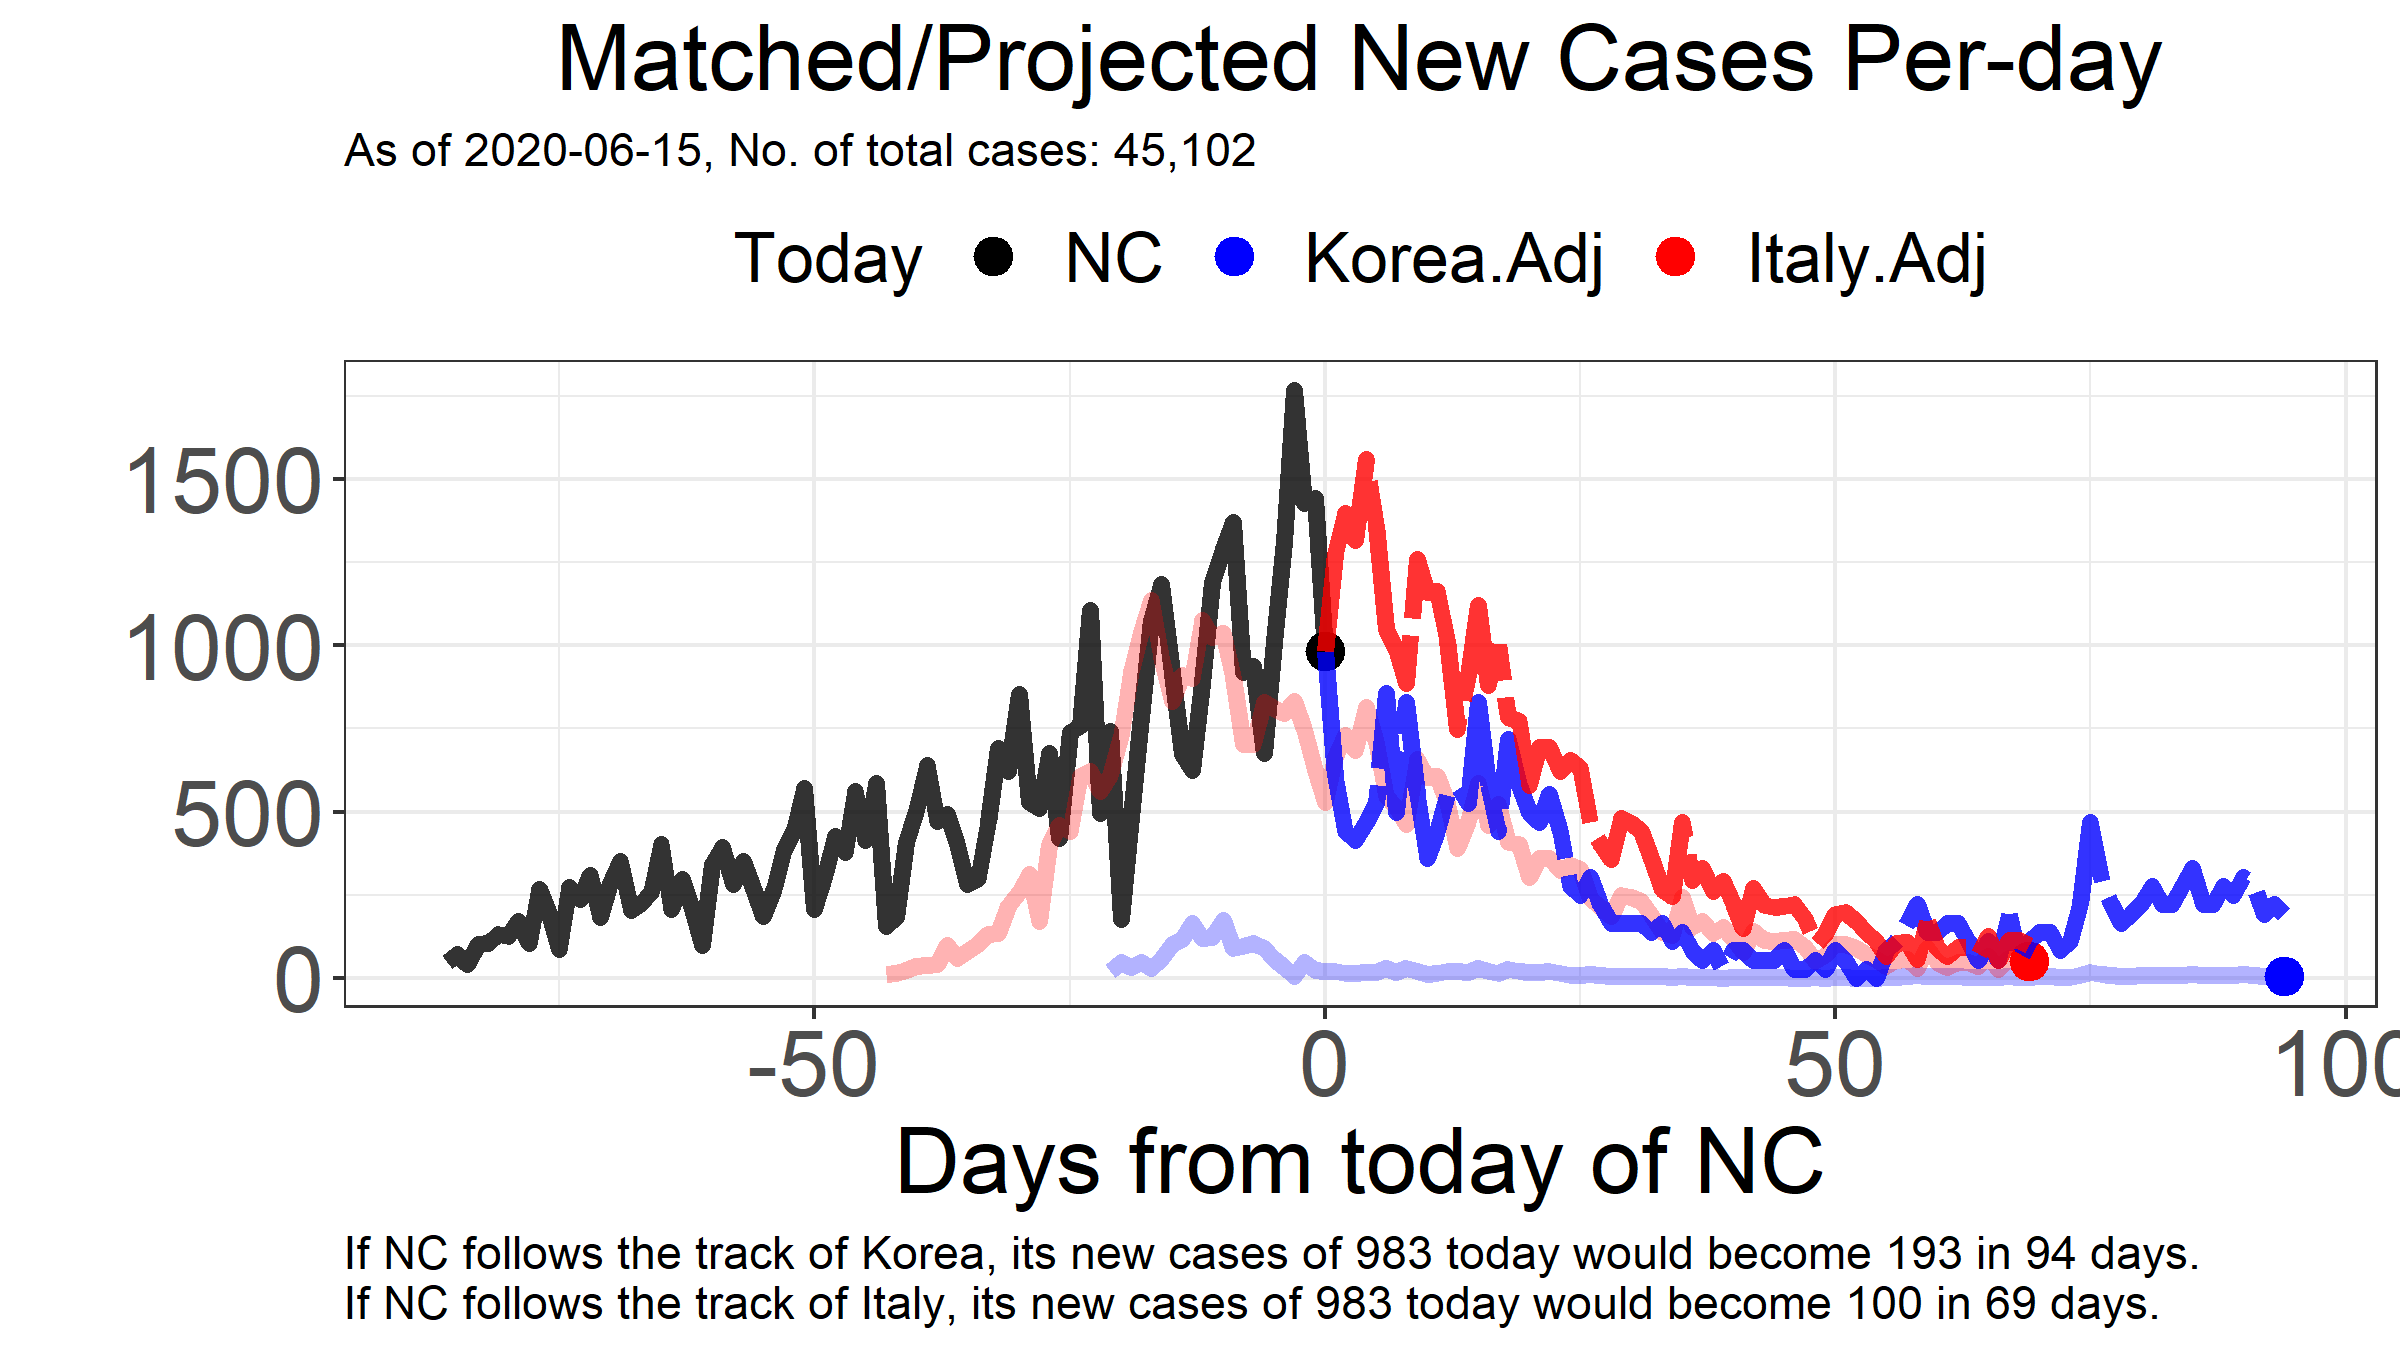 Matched/Projected New Cases Per-day
As of 2020-06-15, No. of total cases: 45,102
Today NC Korea.Adj Italy.Adj
1500
1000
500
0
-50 0 50 100
Days from today of NC
If NC follows the track of Korea, its new cases of 983 today would become 193 in 94 days.
If NC follows the track of Italy, its new cases of 983 today would become 100 in 69 days.